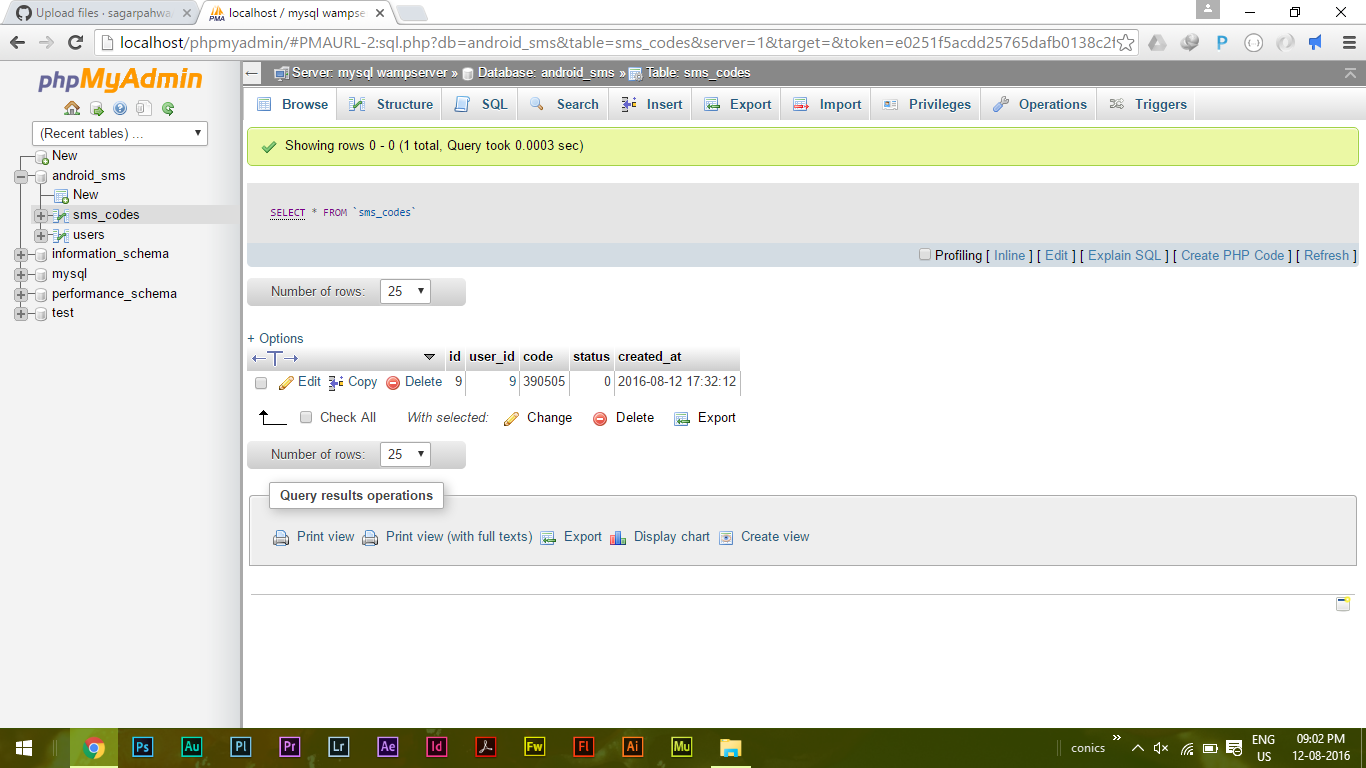 Upload files · sagarpahwa
localhost / mysql wampse
localhost/phpmyadmin/#PMAURL-2:sql.php?db=android_sms&table=sms_codes&server=1&target=&token=e0251f5acdd25765dafb0138c2f
phpMyAdmin
(Recent tables) ...
New
android_sms
New
sms_codes
users
information_schema
mysql
performance_schema
test
Server: mysql wampserver » Database: android_sms » Table: sms_codes
Browse Structure SQL Search Insert Export Import Privileges Operations Triggers
Showing rows 0 - 0 (1 total, Query took 0.0003 sec)
SELECT * FROM `sms_codes`
Profiling [ Inline ] [ Edit ] [ Explain SQL ] [ Create PHP Code ] [ Refresh ]
Number of rows: 25
+ Options
id user_id code status created_at
Edit Copy Delete 9 9 390505 0 2016-08-12 17:32:12
Check All With selected: Change Delete Export
Number of rows: 25
Query results operations
Print view Print view (with full texts) Export Display chart Create view
Ps Au Pl Pr Lr Ae Id Fw Fl Ai Mu
conics
ENG
US
09:02 PM
12-08-2016